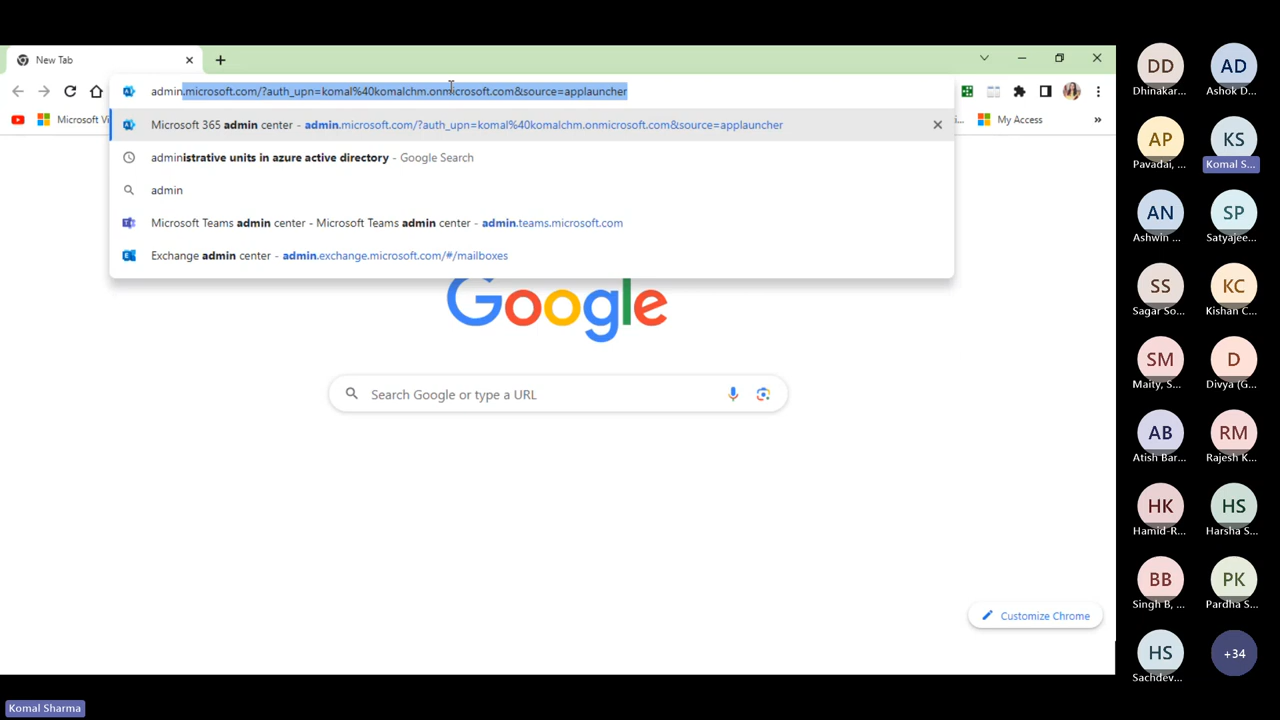 New Tab
admin.microsoft.com/?auth_upn=komal%40komalchm.onmicrosoft.com&source=applauncher
Microsoft Vi
My Access
»
Microsoft 365 admin center - admin.microsoft.com/?auth_upn=komal%40komalchm.onmicrosoft.com&source=applauncher
administrative units in azure active directory - Google Search
admin
Microsoft Teams admin center - Microsoft Teams admin center - admin.teams.microsoft.com
Exchange admin center - admin.exchange.microsoft.com/#/mailboxes
Google
Search Google or type a URL
Customize Chrome
DD
Dhinakar...
AD
Ashok D...
AP
Pavadai, ...
KS
Komal S...
AN
Ashwin ...
SP
Satyajee...
SS
Sagar So...
KC
Kishan C...
SM
Maity, S...
D
Divya (G...
AB
Atish Bar...
RM
Rajesh K...
HK
Hamid-R...
HS
Harsha S...
BB
Singh B, ...
PK
Pardha S...
HS
Sachdev...
+34
Komal Sharma